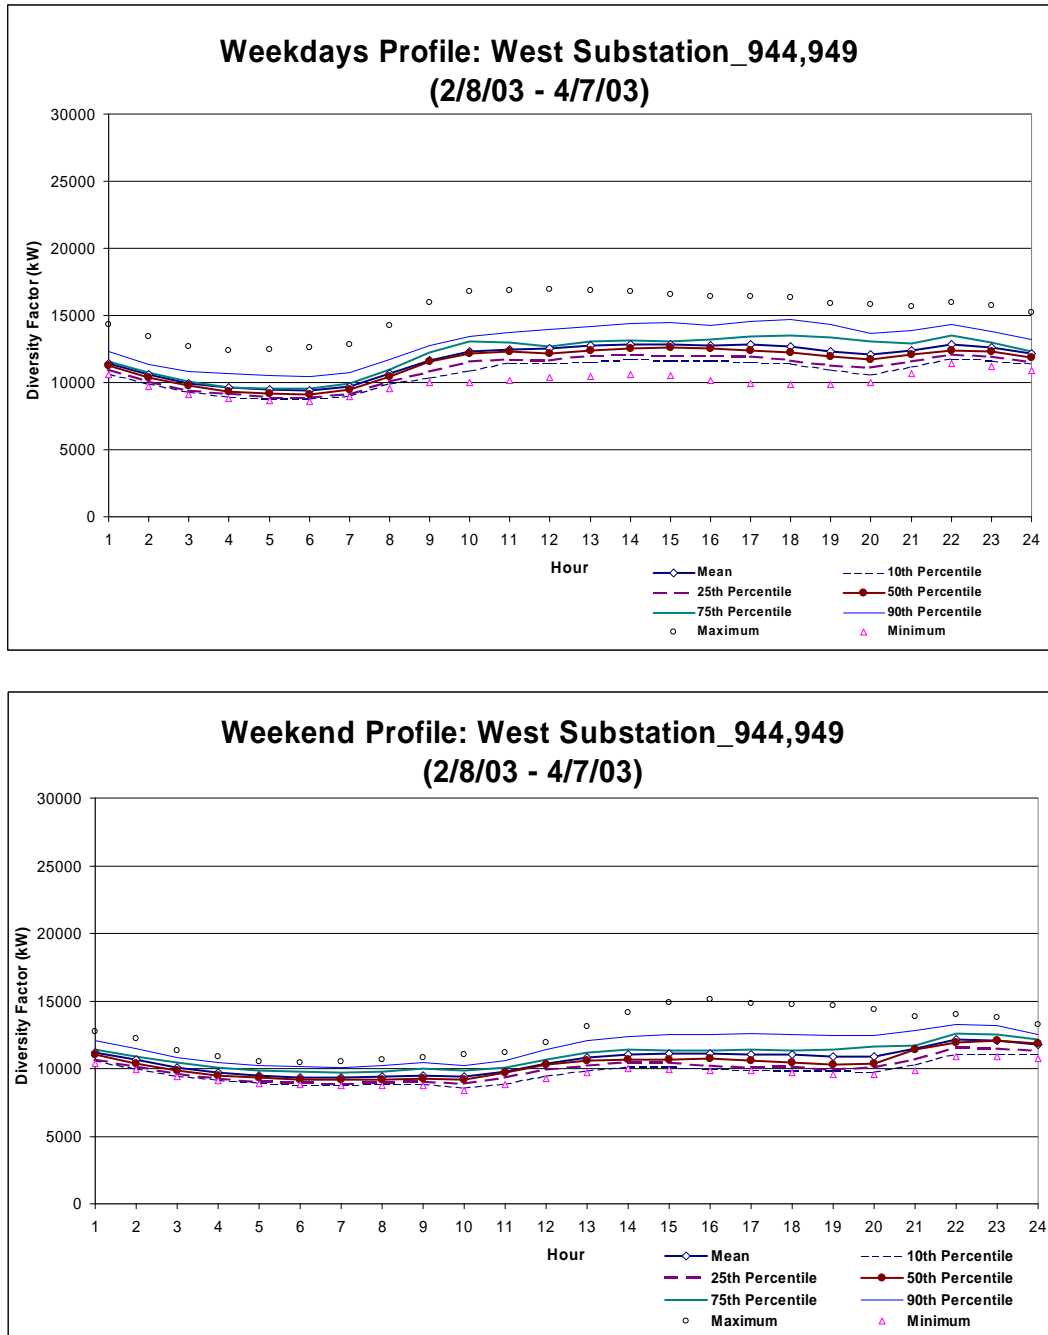 Weekdays Profile: West Substation_944,949
(2/8/03 - 4/7/03)
30000
25000
20000
15000
10000
5000
0
Diversity Factor (kW)
1 2 3 4 5 6 7 8 9 10 11 12 13 14 15 16 17 18 19 20 21 22 23 24
Hour
Mean 10th Percentile
25th Percentile 50th Percentile
75th Percentile 90th Percentile
Maximum Minimum
Weekend Profile: West Substation_944,949
(2/8/03 - 4/7/03)
30000
25000
20000
15000
10000
5000
0
Diversity Factor (kW)
1 2 3 4 5 6 7 8 9 10 11 12 13 14 15 16 17 18 19 20 21 22 23 24
Hour
Mean 10th Percentile
25th Percentile 50th Percentile
75th Percentile 90th Percentile
Maximum Minimum